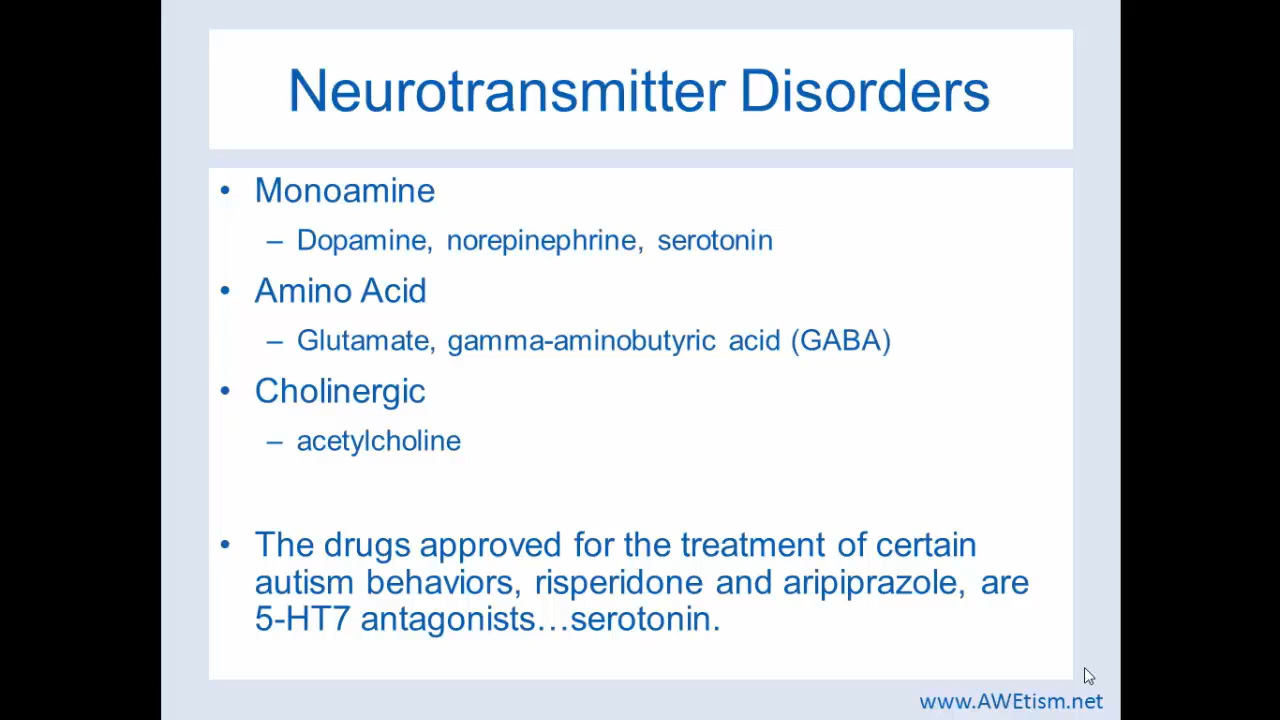 Neurotransmitter Disorders
• Monoamine
– Dopamine, norepinephrine, serotonin
• Amino Acid
– Glutamate, gamma-aminobutyric acid (GABA)
• Cholinergic
– acetylcholine
• The drugs approved for the treatment of certain
autism behaviors, risperidone and aripiprazole, are
5-HT7 antagonists…serotonin.
www.AWEtism.net